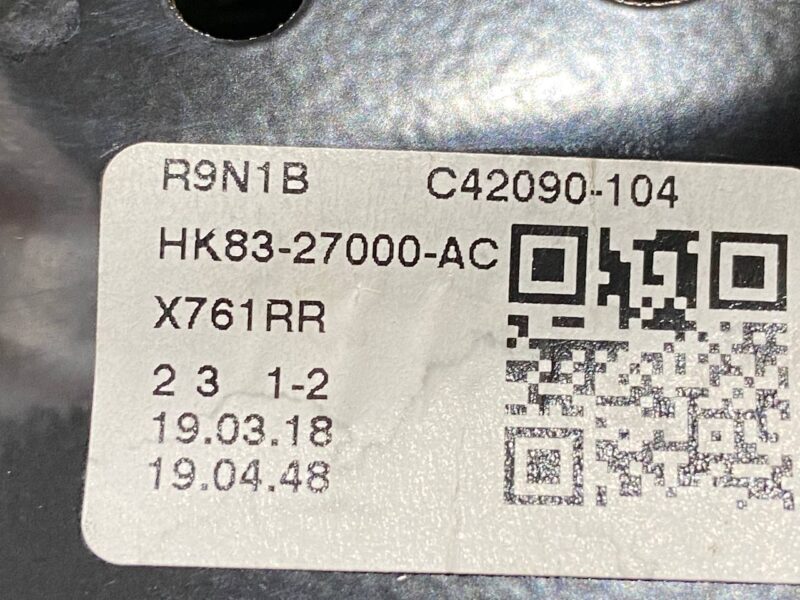 R9N1B C42090-104
HK83-27000-AC
X761RR
2 3 1-2
19.03.18
19.04.48